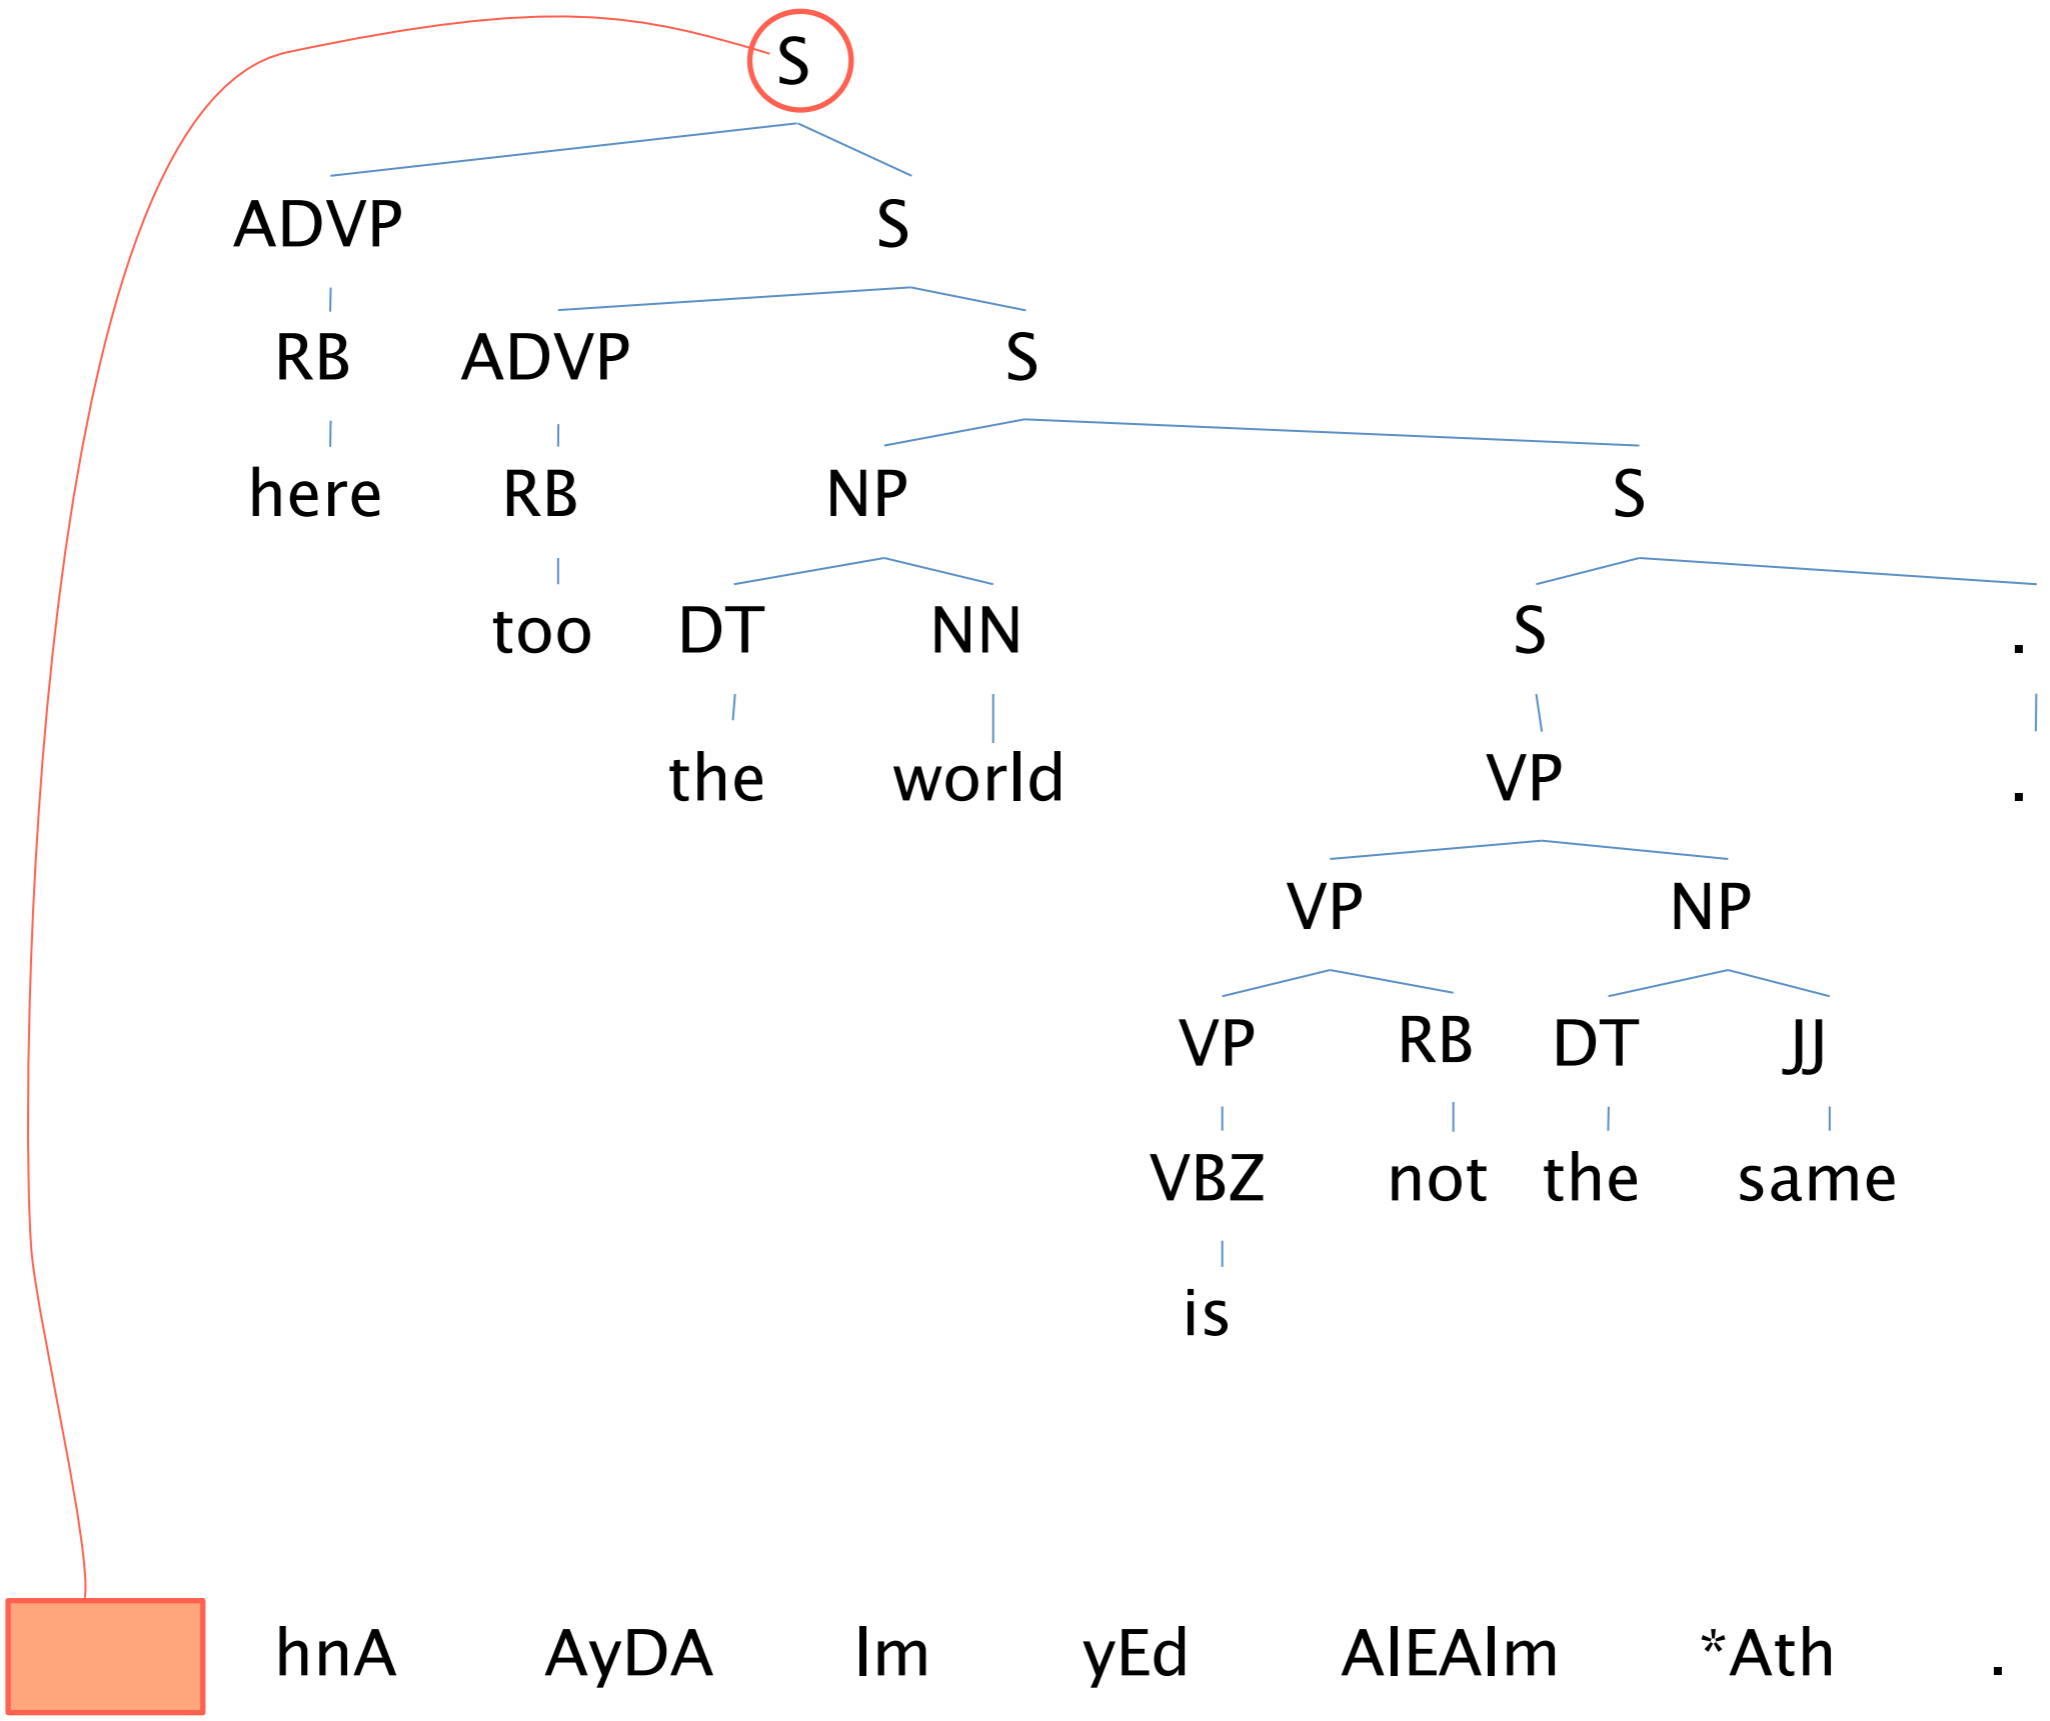 S
ADVP S
RB ADVP S
here RB NP S
too DT NN S .
the world VP .
VP NP
VP RB DT JJ
VBZ not the same
is
hnA AyDA lm yEd AlEAlm *Ath .